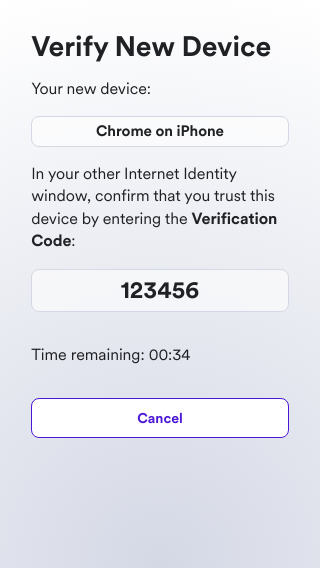 Verify New Device
Your new device:
Chrome on iPhone
In your other Internet Identity
window, confirm that you trust this
device by entering the Verification
Code:
123456
Time remaining: 00:34
Cancel